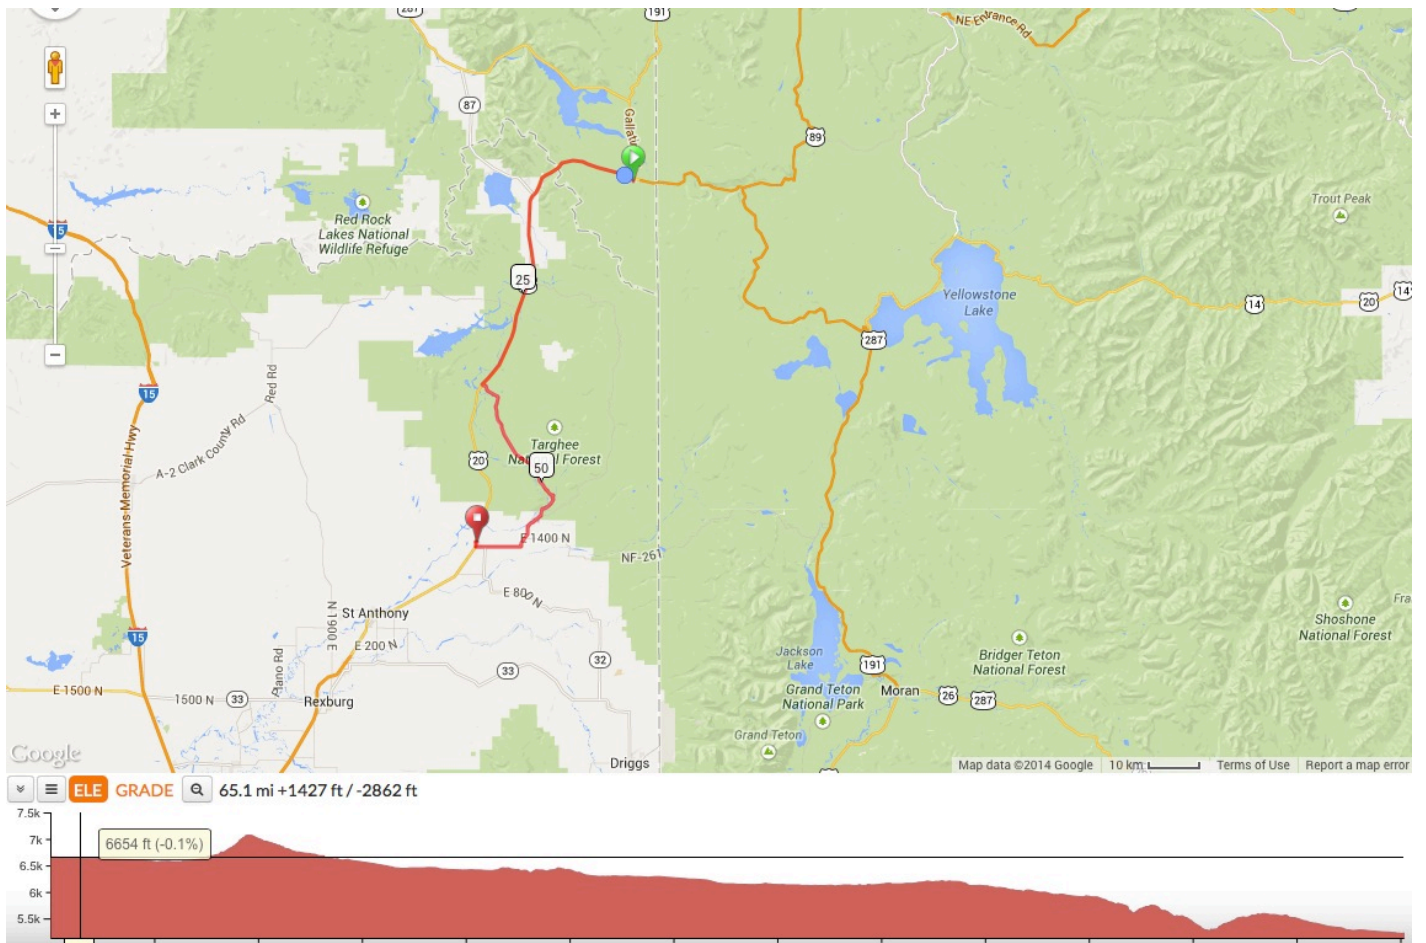 287
191
NE Entrance Rd
87
89
Trout Peak
Red Rock
Lakes National
Wildlife Refuge
15
25
Yellowstone
Lake
14
20
14
287
Red Rd
15
A-2 Clark County Rd
Veterans Memorial Hwy
Targhee
20
50
E 1400 N
NF-261
E 800 N
St Anthony
N 1900 E
E 200 N
15
Shoshone
National Forest
Bridger Teton
National Forest
Jackson
Lake
191
32
33
E 1500 N
1500 N
33
Rexburg
Moran
26
287
Grand Teton
National Park
Grand Teton
Driggs
Google
Map data ©2014 Google
10 km
Terms of Use
Report a map error
ELE GRADE 65.1 mi +1427 ft / -2862 ft
7.5k
7k
6654 ft (-0.1%)
6.5k
6k
5.5k